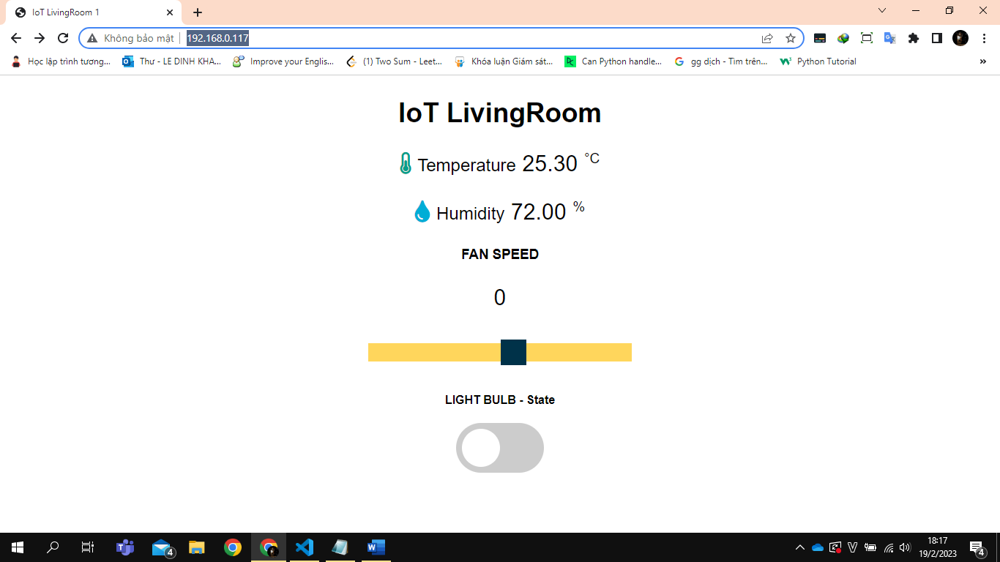 IoT LivingRoom 1
Không bảo mật 192.168.0.117
Học lập trình tương... Thư - LE DINH KHA... Improve your Englis... (1) Two Sum - Leet... Khóa luận Giám sát... Can Python handle... gg dịch - Tìm trên... Python Tutorial
IoT LivingRoom
Temperature 25.30 °C
Humidity 72.00 %
FAN SPEED
0
LIGHT BULB - State
4
18:17
19/2/2023
4